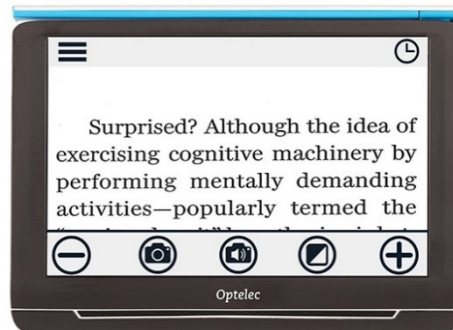 Surprised? Although the idea of
exercising cognitive machinery by
performing mentally demanding
activities—popularly termed the
Optelec